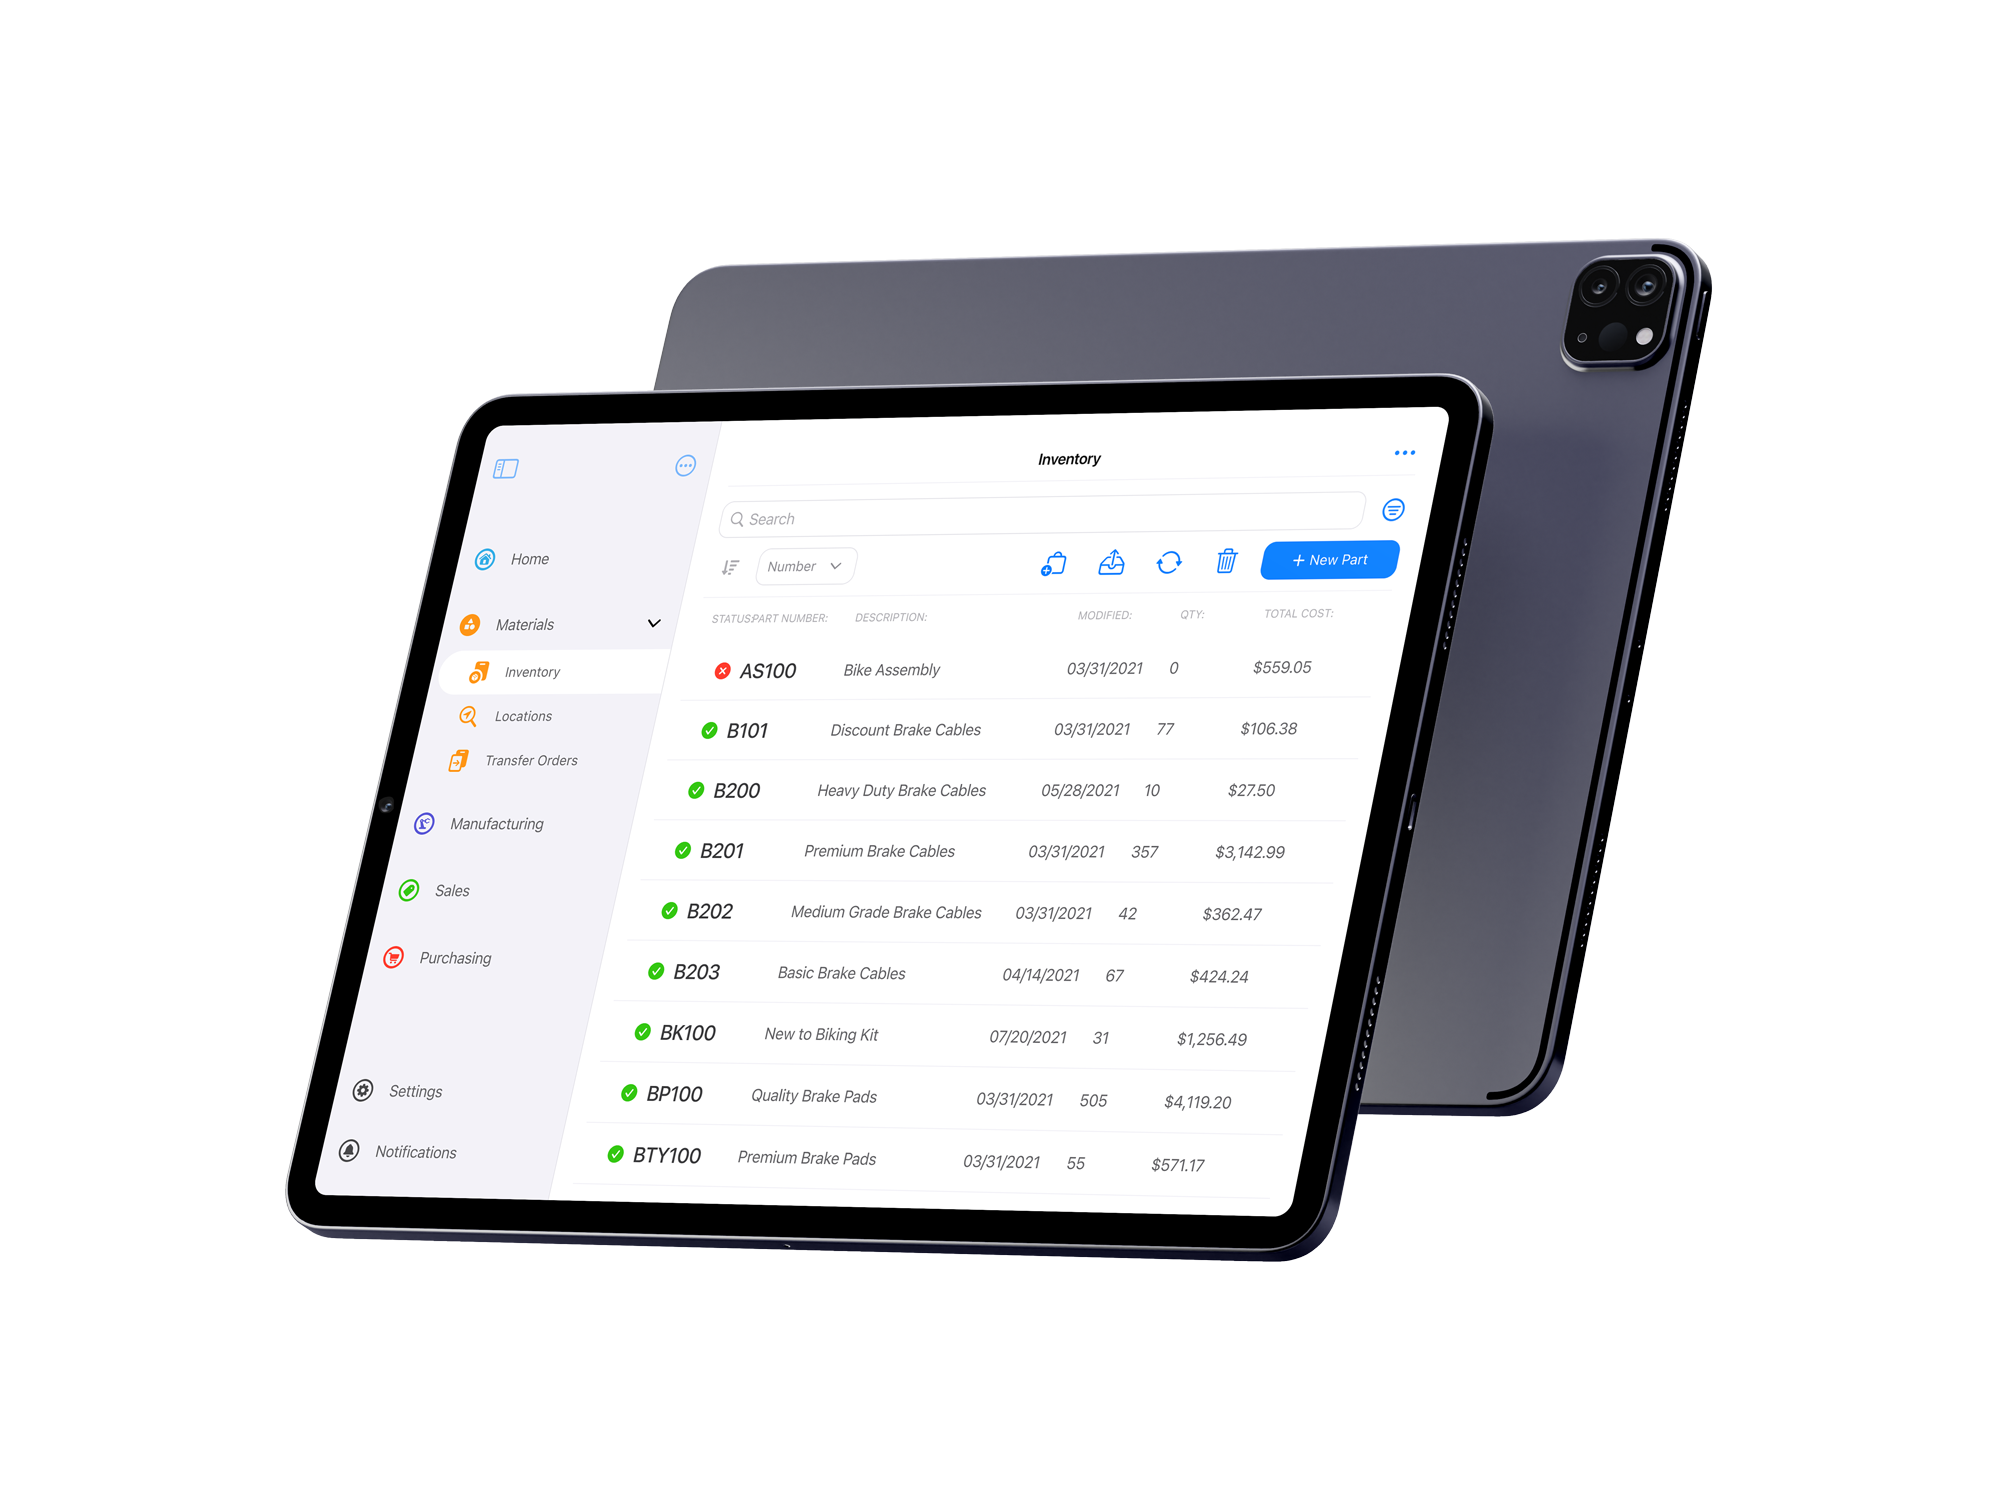 Inventory
Search
Number
+ New Part
Home
Materials
Inventory
Locations
Transfer Orders
Manufacturing
Sales
Purchasing
Settings
Notifications
STATUS: PART NUMBER: DESCRIPTION: MODIFIED: QTY: TOTAL COST:
AS100 Bike Assembly 03/31/2021 0 $559.05
B101 Discount Brake Cables 03/31/2021 77 $106.38
B200 Heavy Duty Brake Cables 05/28/2021 10 $27.50
B201 Premium Brake Cables 03/31/2021 357 $3,142.99
B202 Medium Grade Brake Cables 03/31/2021 42 $362.47
B203 Basic Brake Cables 04/14/2021 67 $424.24
BK100 New to Biking Kit 07/20/2021 31 $1,256.49
BP100 Quality Brake Pads 03/31/2021 505 $4,119.20
BTY100 Premium Brake Pads 03/31/2021 55 $571.17